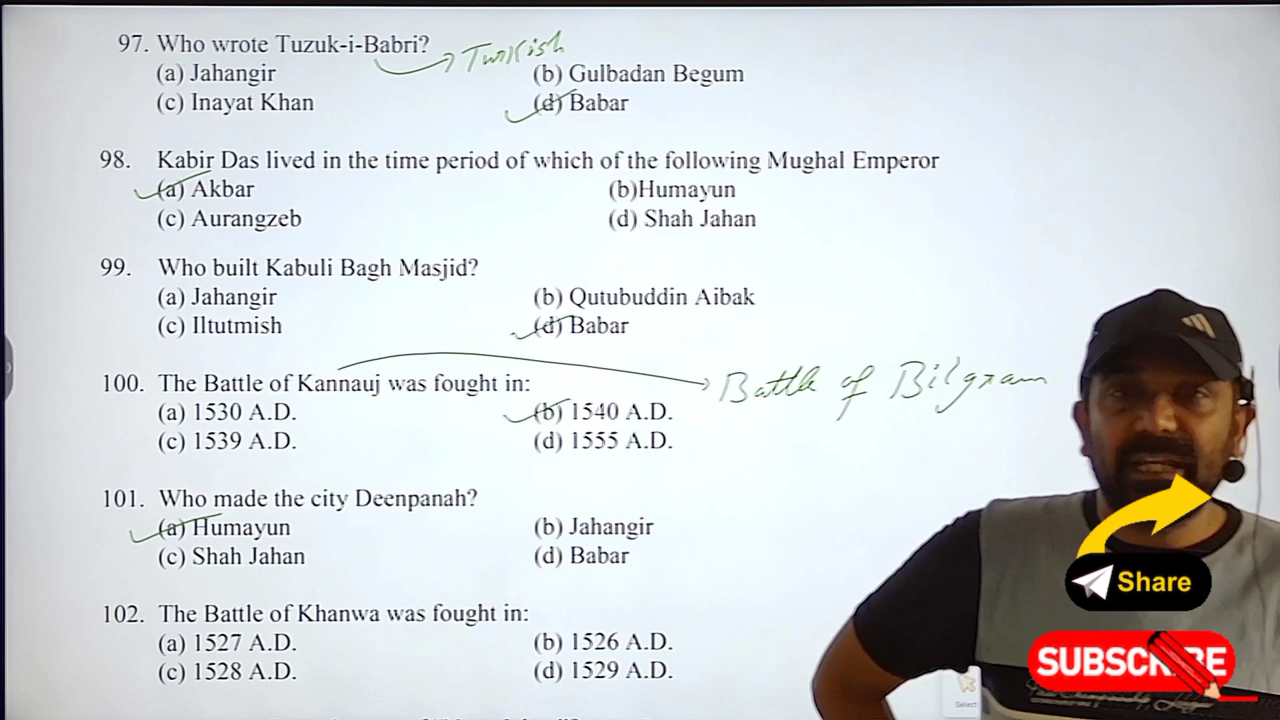 97. Who wrote Tuzuk-i-Babri? Turkish
(a) Jahangir (b) Gulbadan Begum
(c) Inayat Khan (d) Babar
98. Kabir Das lived in the time period of which of the following Mughal Emperor
(a) Akbar (b)Humayun
(c) Aurangzeb (d) Shah Jahan
99. Who built Kabuli Bagh Masjid?
(a) Jahangir (b) Qutubuddin Aibak
(c) Iltutmish (d) Babar
100. The Battle of Kannauj was fought in: Battle of Bilgram
(a) 1530 A.D. (b) 1540 A.D.
(c) 1539 A.D. (d) 1555 A.D.
101. Who made the city Deenpanah?
(a) Humayun (b) Jahangir
(c) Shah Jahan (d) Babar
102. The Battle of Khanwa was fought in:
(a) 1527 A.D. (b) 1526 A.D.
(c) 1528 A.D. (d) 1529 A.D.
Share
SUBSCRIBE
Select